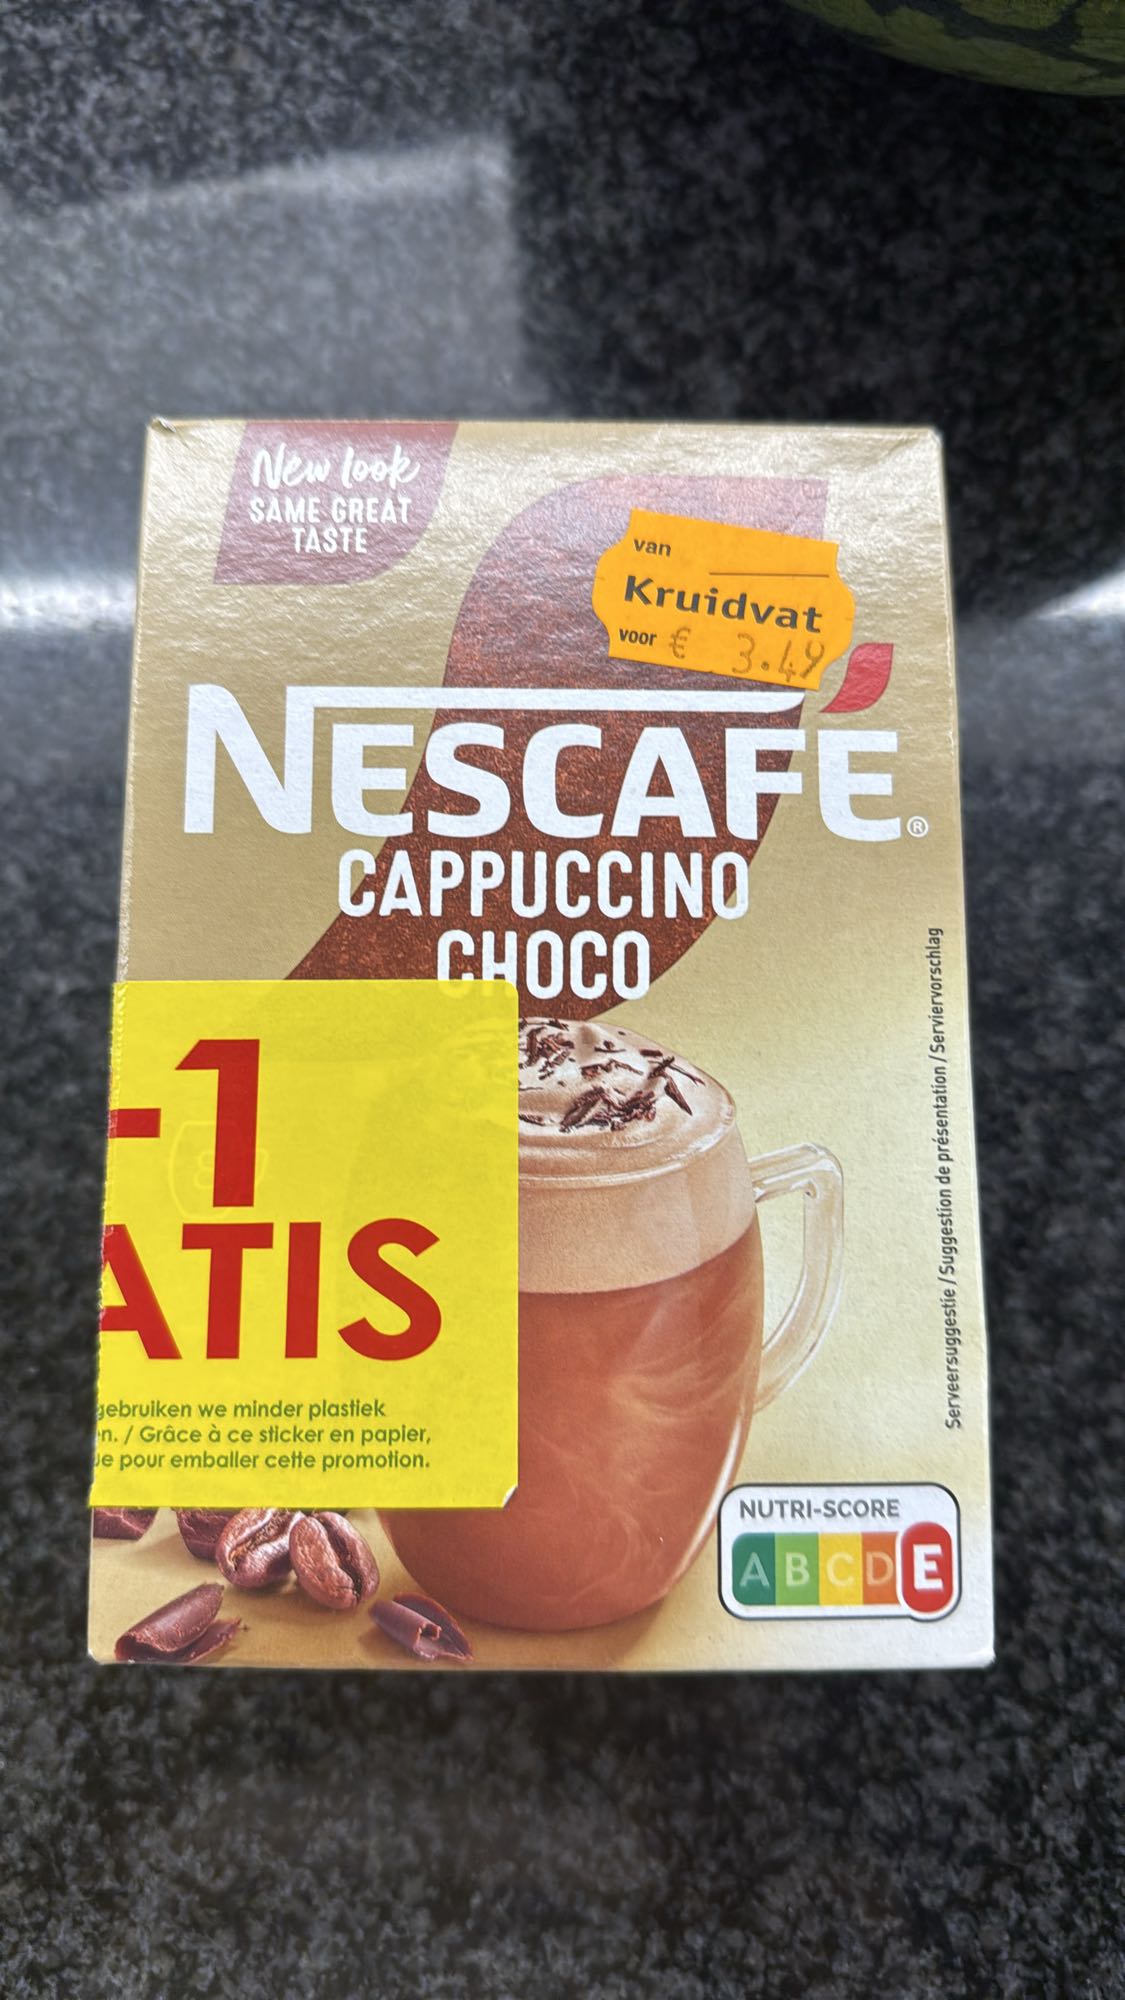 New look
SAME GREAT
TASTE
van
Kruidvat
voor € 3.49
NESCAFÉ®
CAPPUCCINO
CHOCO
-1
ATIS
gebruiken we minder plastiek
en. / Grâce à ce sticker en papier,
ue pour emballer cette promotion.
Serveersuggestie / Suggestion de présentation / Serviervorschlag
NUTRI-SCORE
A B C D E